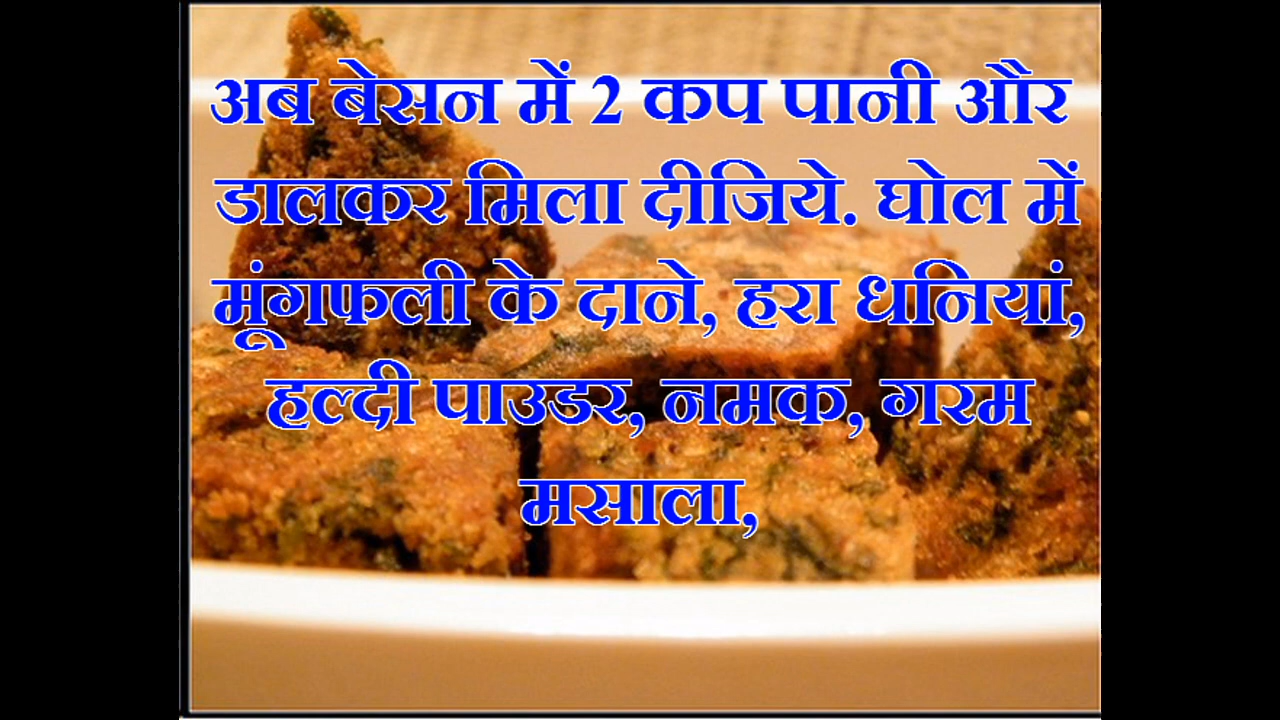 अब बेसन में 2 कप पानी और
डालकर मिला दीजिये. घोल में
मूंगफली के दाने, हरा धनियां,
हल्दी पाउडर, नमक, गरम
मसाला,